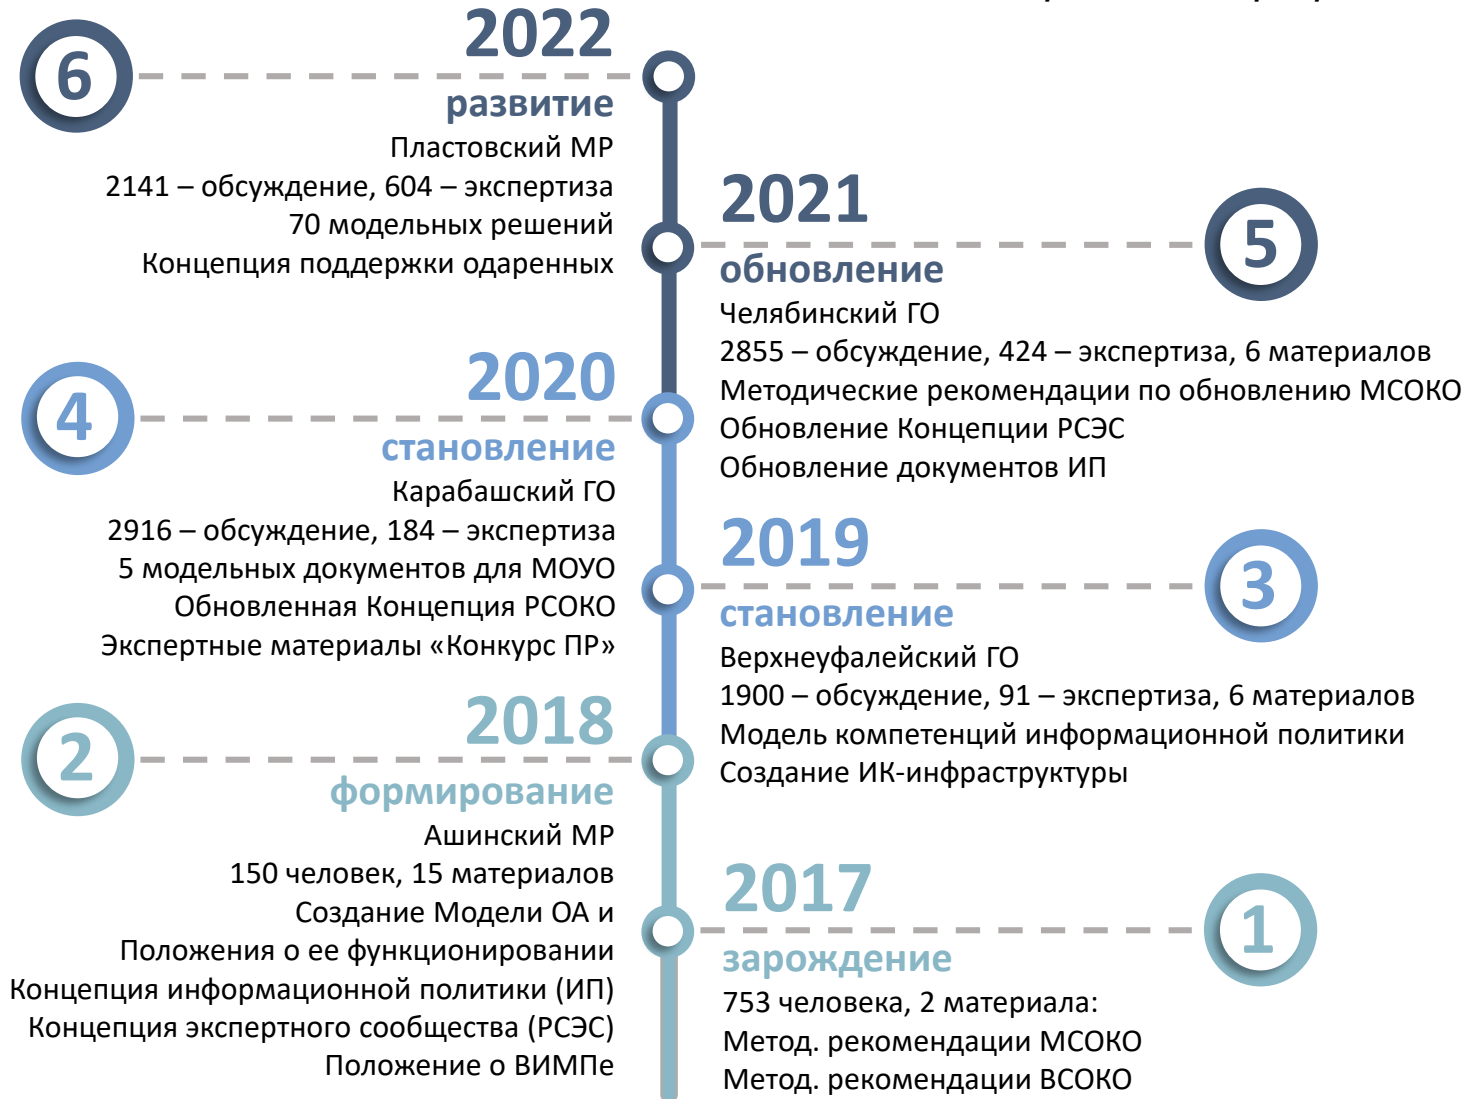 2022
6
развитие
Пластовский МР
2141 – обсуждение, 604 – экспертиза
70 модельных решений
Концепция поддержки одаренных
2021
5
обновление
Челябинский ГО
2855 – обсуждение, 424 – экспертиза, 6 материалов
Методические рекомендации по обновлению МСОКО
Обновление Концепции РСЭС
Обновление документов ИП
2020
4
становление
Карабашский ГО
2916 – обсуждение, 184 – экспертиза
5 модельных документов для МОУО
Обновленная Концепция РСОКО
Экспертные материалы «Конкурс ПР»
2019
3
становление
Верхнеуфалейский ГО
1900 – обсуждение, 91 – экспертиза, 6 материалов
Модель компетенций информационной политики
Создание ИК-инфраструктуры
2018
2
формирование
Ашинский МР
150 человек, 15 материалов
Создание Модели ОА и
Положения о ее функционировании
Концепция информационной политики (ИП)
Концепция экспертного сообщества (РСЭС)
Положение о ВИМПе
2017
1
зарождение
753 человека, 2 материала:
Метод. рекомендации МСОКО
Метод. рекомендации ВСОКО